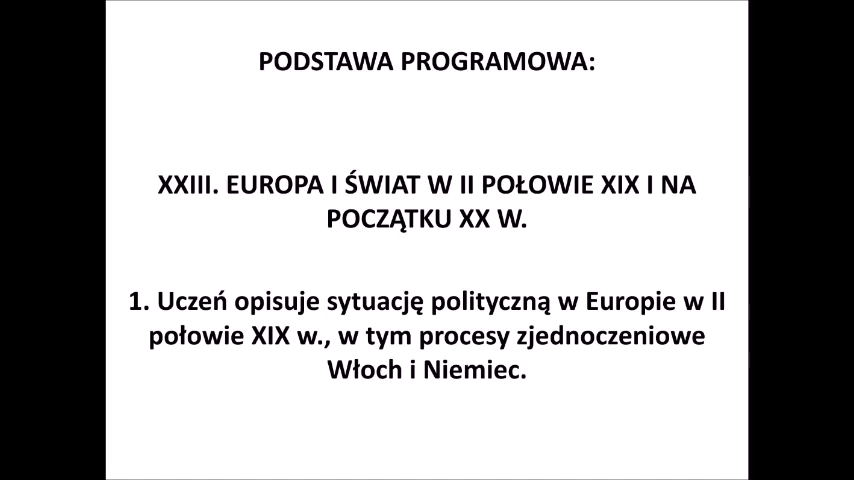 PODSTAWA PROGRAMOWA:
XXIII. EUROPA I ŚWIAT W II POŁOWIE XIX I NA
POCZĄTKU XX W.
1. Uczeń opisuje sytuację polityczną w Europie w II
połowie XIX w., w tym procesy zjednoczeniowe
Włoch i Niemiec.